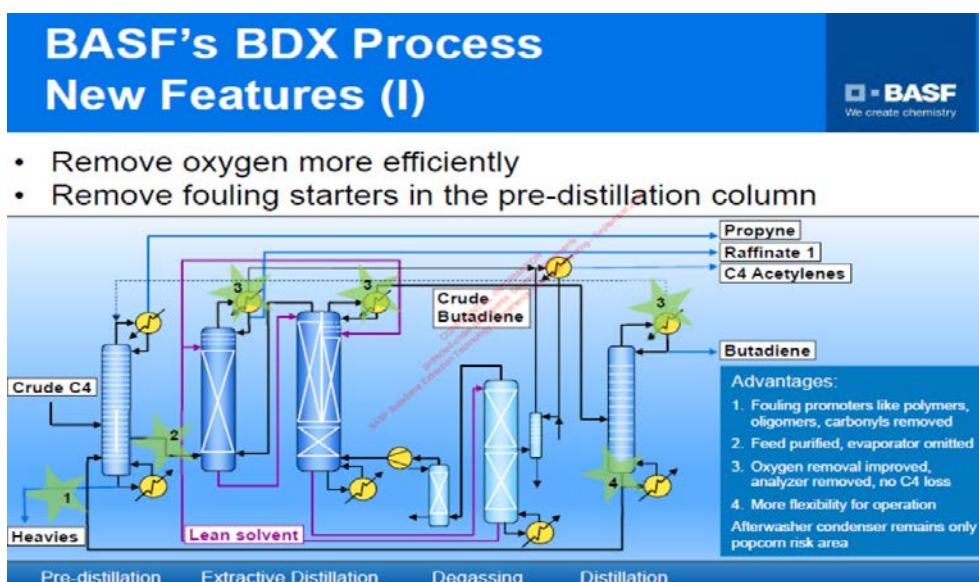 BASF's BDX Process
New Features (I)
BASF
We create chemistry
• Remove oxygen more efficiently
• Remove fouling starters in the pre-distillation column
Propyne
Raffinate 1
C4 Acetylenes
3
3
3
Crude
Butadiene
Butadiene
Crude C4
2
1
4
Heavies
Lean solvent
Advantages:
1. Fouling promoters like polymers,
oligomers, carbonyls removed
2. Feed purified, evaporator omitted
3. Oxygen removal improved,
analyzer removed, no C4 loss
4. More flexibility for operation
Afterwasher condenser remains only
popcorn risk area
Pre-distillation Extractive Distillation Degassing Distillation